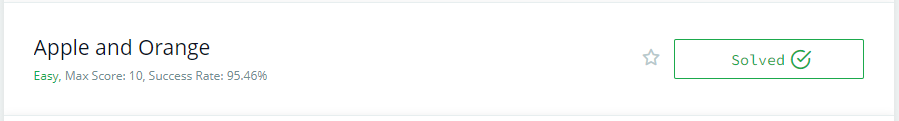 Apple and Orange
Solved
Easy, Max Score: 10, Success Rate: 95.46%